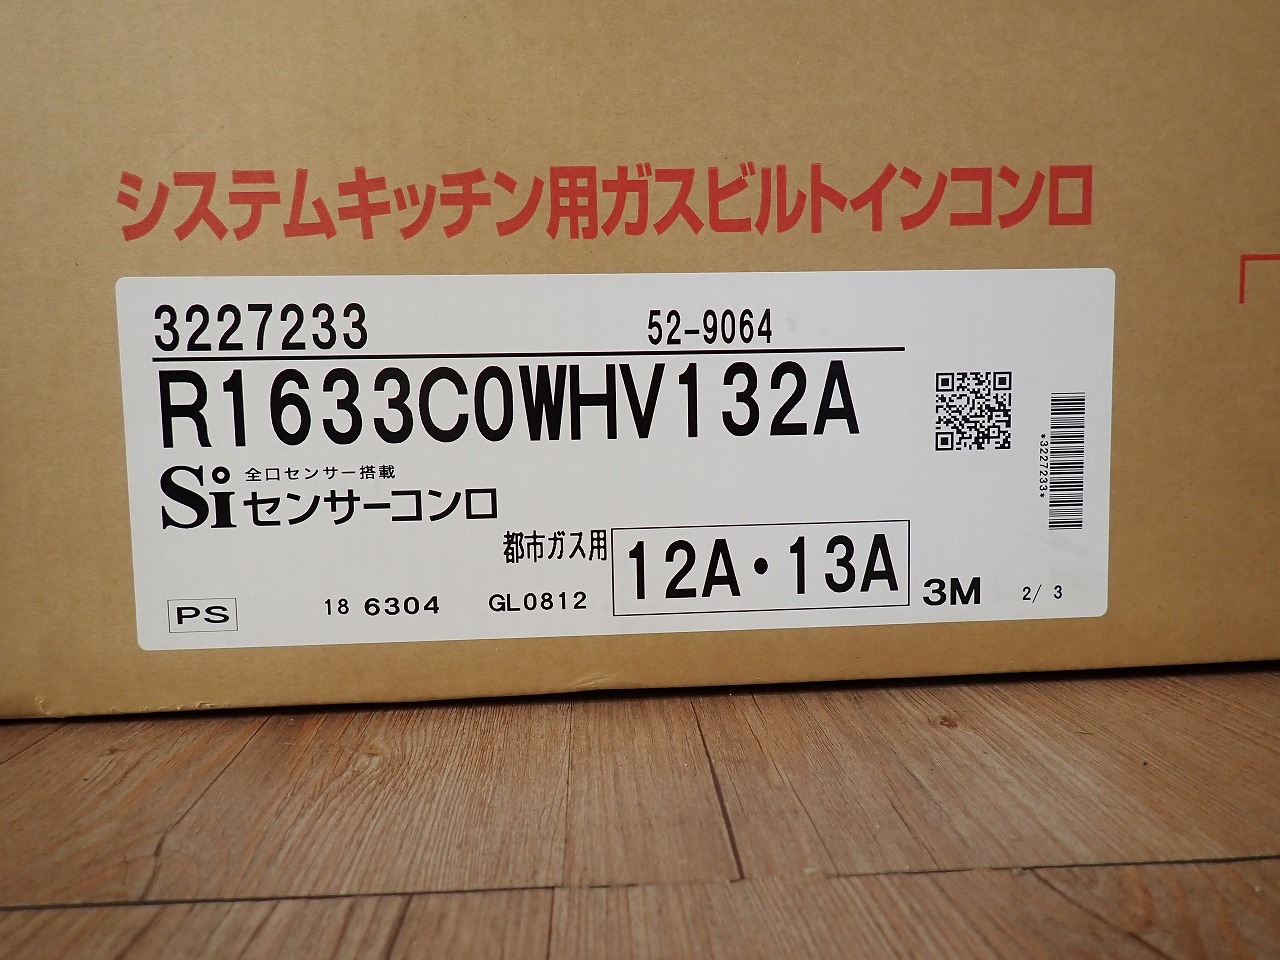 システムキッチン用ガスビルトインコンロ
3227233 52-9064
R1633C0WHV132A
Si 全口センサー搭載
センサーコンロ
都市ガス用 12A・13A
PS 18 6304 GL0812 3M 2/ 3
*3227233*